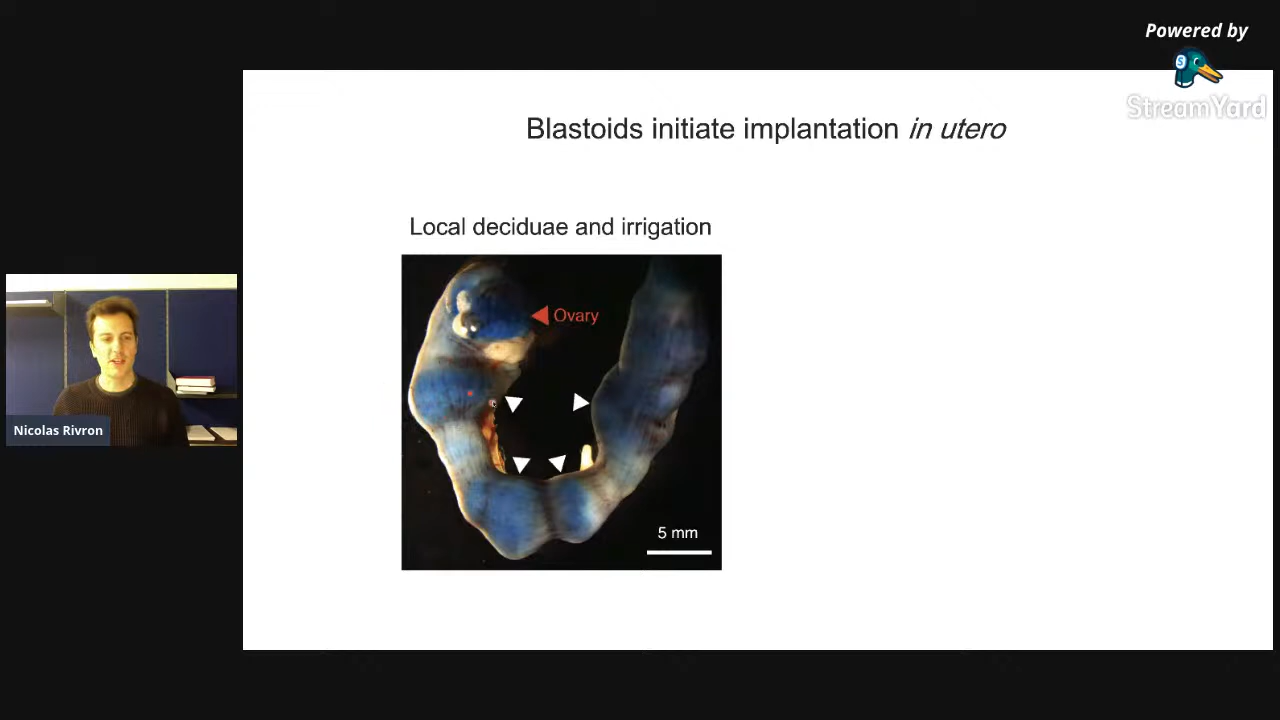 Powered by
StreamYard
Blastoids initiate implantation in utero
Local deciduae and irrigation
Ovary
5 mm
Nicolas Rivron